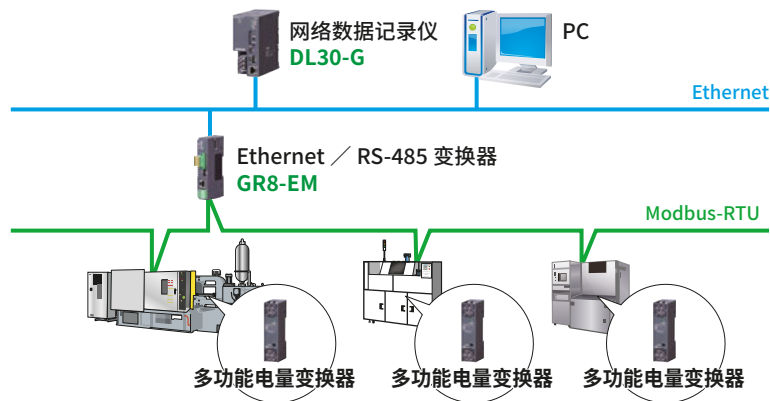 网络数据记录仪
DL30-G
PC
Ethernet
Ethernet ／ RS-485 变换器
GR8-EM
Modbus-RTU
多功能电量变换器
多功能电量变换器
多功能电量变换器